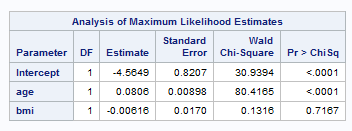 Analysis of Maximum Likelihood Estimates
Parameter DF Estimate Standard Error Wald Chi-Square Pr > ChiSq
Intercept 1 -4.5649 0.8207 30.9394 <.0001
age 1 0.0806 0.00898 80.4165 <.0001
bmi 1 -0.00616 0.0170 0.1316 0.7167